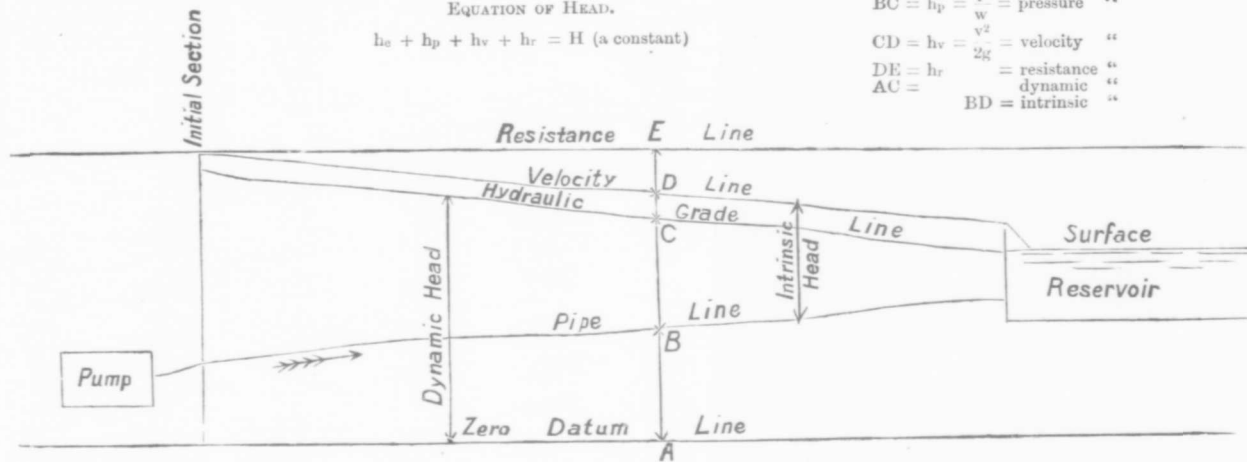 EQUATION OF HEAD.
he + hp + hv + hr = H (a constant)
BC = hp = w = pressure "
CD = hv = v²/2g = velocity "
DE = hr = resistance "
AC = dynamic "
BD = intrinsic "
Initial Section
Resistance E Line
Velocity D Line
Hydraulic Grade Line
C
Surface
Reservoir
Dynamic Head
Intrinsic Head
Pipe Line
B
Pump
Zero Datum Line
A